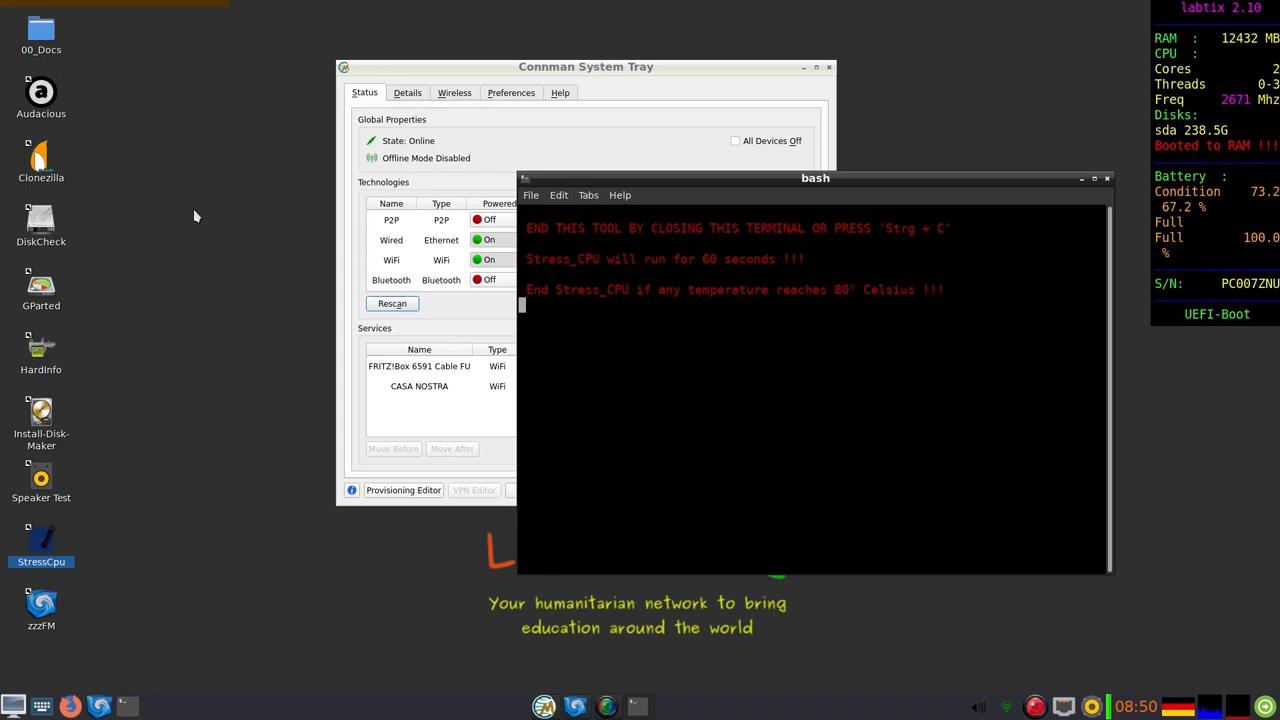 labtix 2.10
RAM : 12432 MB
CPU :
Cores 2
Threads 0-3
Freq 2671 Mhz
Disks:
sda 238.5G
Booted to RAM !!!
Battery :
Condition 73.2
67.2 %
Full
Full 100.0
%
S/N: PC007ZNU
UEFI-Boot
00_Docs
Audacious
Clonezilla
DiskCheck
GParted
HardInfo
Install-Disk-
Maker
Speaker Test
StressCpu
zzzFM
Connman System Tray
Status Details Wireless Preferences Help
Global Properties
State: Online
All Devices Off
Offline Mode Disabled
Technologies
Name Type Powered
P2P P2P Off
Wired Ethernet On
WiFi WiFi On
Bluetooth Bluetooth Off
Rescan
Services
Name Type
FRITZ!Box 6591 Cable FU WiFi
CASA NOSTRA WiFi
Move Before Move After
Provisioning Editor VPN Editor
bash
File Edit Tabs Help
END THIS TOOL BY CLOSING THIS TERMINAL OR PRESS 'Strg + C'
Stress_CPU will run for 60 seconds !!!
End Stress_CPU if any temperature reaches 80° Celsius !!!
Your humanitarian network to bring
education around the world
08:50